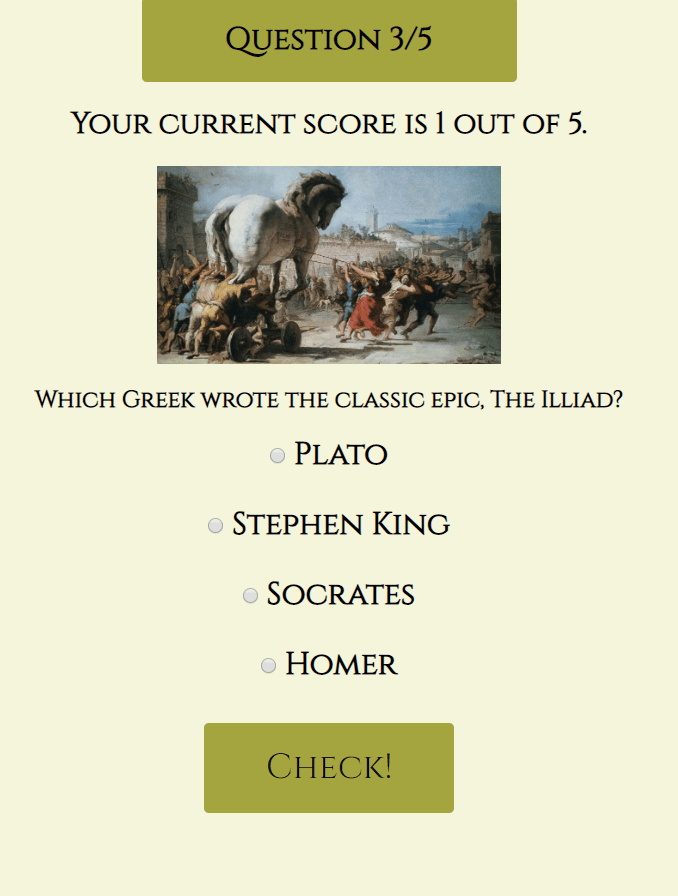 Question 3/5
Your current score is 1 out of 5.
Which Greek wrote the classic epic, The Illiad?
Plato
Stephen King
Socrates
Homer
Check!